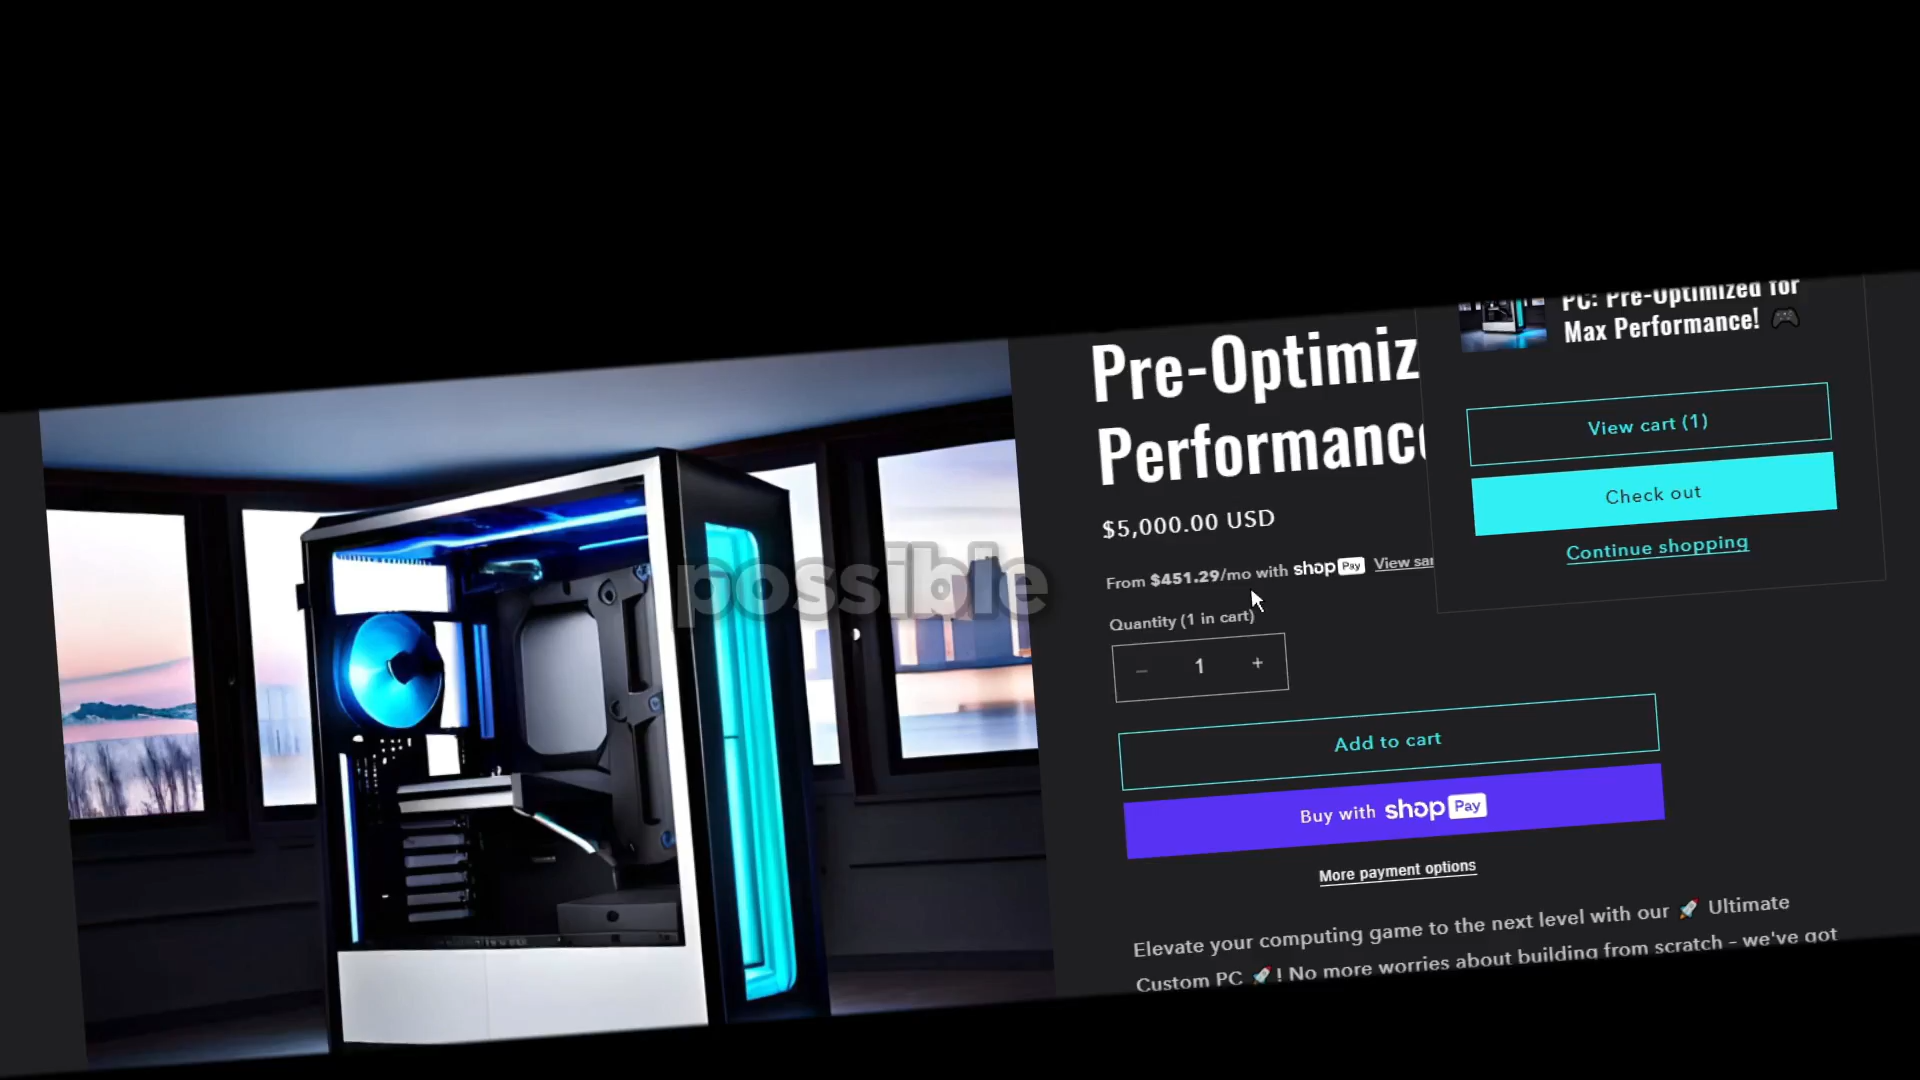 PC: Pre-Optimized for
Max Performance! 🎮
View cart (1)
Check out
Continue shopping
Pre-Optimiz
Performance
$5,000.00 USD
From $451.29/mo with shop Pay View sa
Quantity (1 in cart)
− 1 +
Add to cart
Buy with shop Pay
More payment options
Elevate your computing game to the next level with our 🚀 Ultimate
Custom PC 🚀! No more worries about building from scratch - we've got
possible